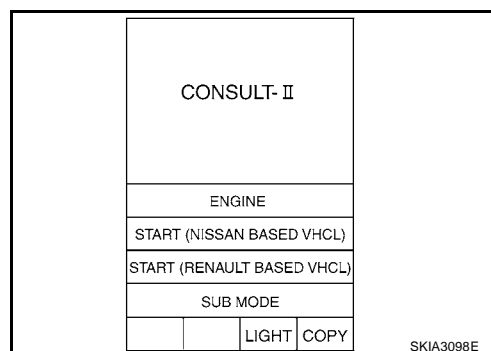 CONSULT-II
ENGINE
START (NISSAN BASED VHCL)
START (RENAULT BASED VHCL)
SUB MODE
LIGHT COPY
SKIA3098E